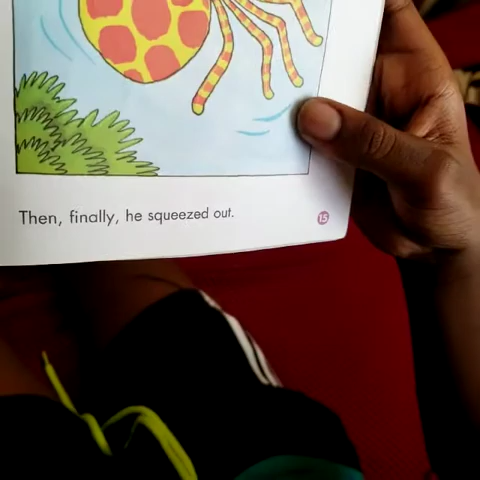 Then, finally, he squeezed out.
15